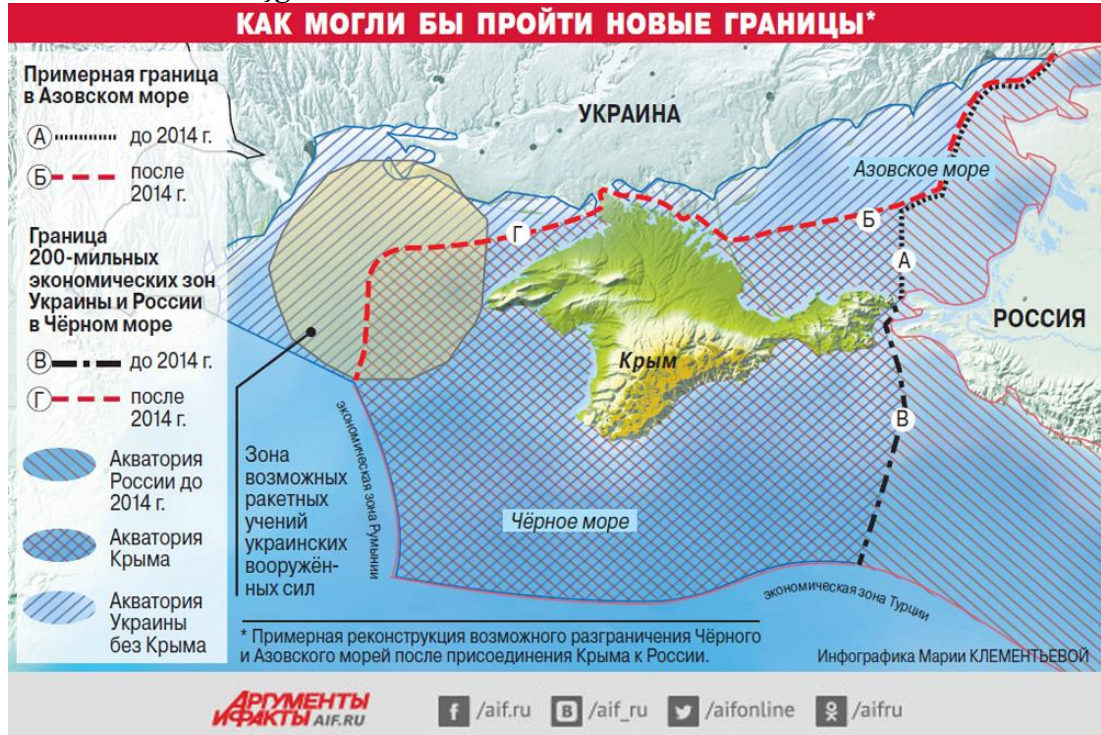 КАК МОГЛИ БЫ ПРОЙТИ НОВЫЕ ГРАНИЦЫ*
Примерная граница
в Азовском море
А до 2014 г.
Б после
2014 г.
Граница
200-мильных
экономических зон
Украины и России
в Чёрном море
В до 2014 г.
Г после
2014 г.
Акватория
России до
2014 г.
Акватория
Крыма
Акватория
Украины
без Крыма
УКРАИНА
Азовское море
Б
Г
А
РОССИЯ
Крым
В
экономическая зона Румынии
Зона
возможных
ракетных
учений
украинских
вооружён-
ных сил
Чёрное море
экономическая зона Турции
* Примерная реконструкция возможного разграничения Чёрного
и Азовского морей после присоединения Крыма к России.
Инфографика Марии КЛЕМЕНТЬЕВОЙ
АРГУМЕНТЫ
И ФАКТЫ AIF.RU
f /aif.ru B /aif_ru /aifonline /aifru